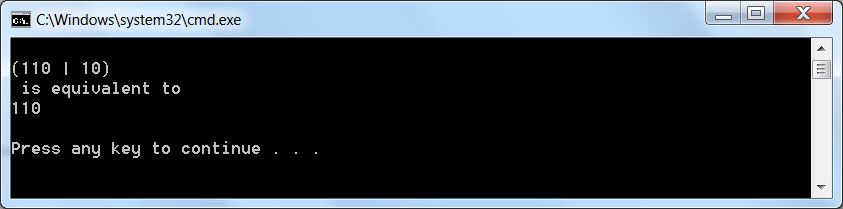 C:\Windows\system32\cmd.exe
(110 | 10)
 is equivalent to
110
Press any key to continue . . .